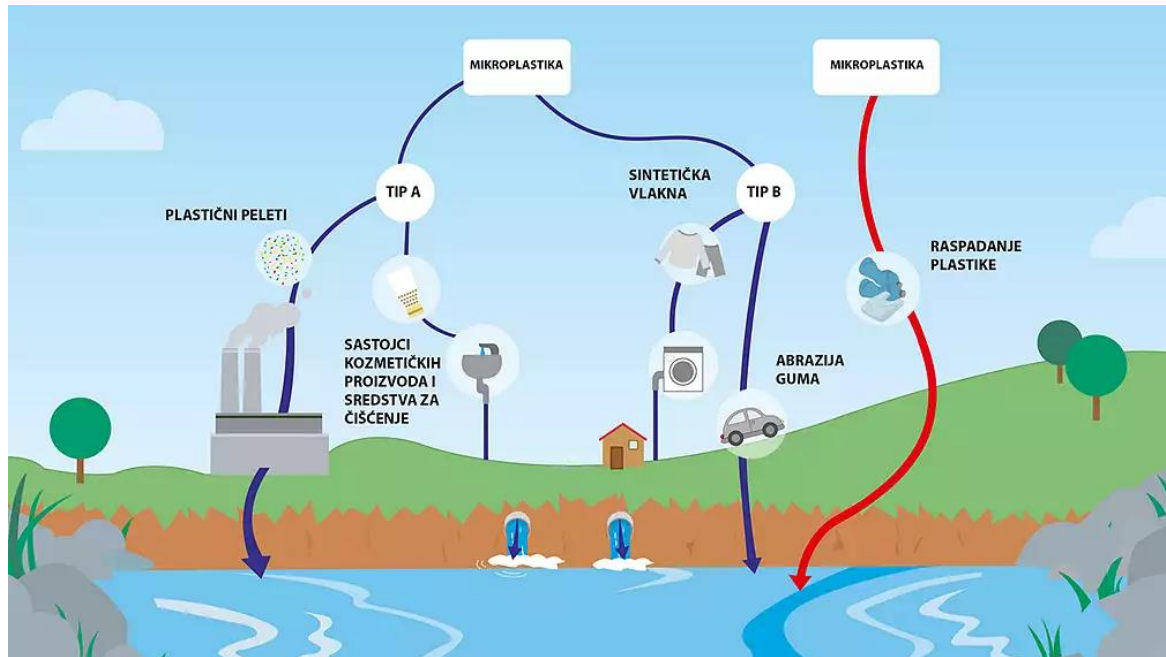 MIKROPLASTIKA
MIKROPLASTIKA
TIP A
SINTETIČKA
VLAKNA
TIP B
PLASTIČNI PELETI
RASPADANJE
PLASTIKE
SASTOJCI
KOZMETIČKIH
PROIZVODA I
SREDSTVA ZA
ČIŠĆENJE
ABRAZIJA
GUMA